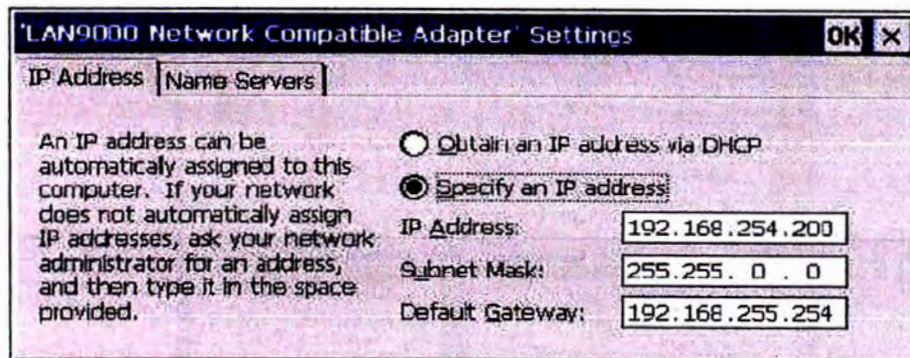 'LAN9000 Network Compatible Adapter' Settings OK ×
IP Address Name Servers
An IP address can be
automatically assigned to this
computer. If your network
does not automatically assign
IP addresses, ask your network
administrator for an address,
and then type it in the space
provided.
Obtain an IP address via DHCP
Specify an IP address
IP Address: 192.168.254.200
Subnet Mask: 255.255. 0 . 0
Default Gateway: 192.168.255.254